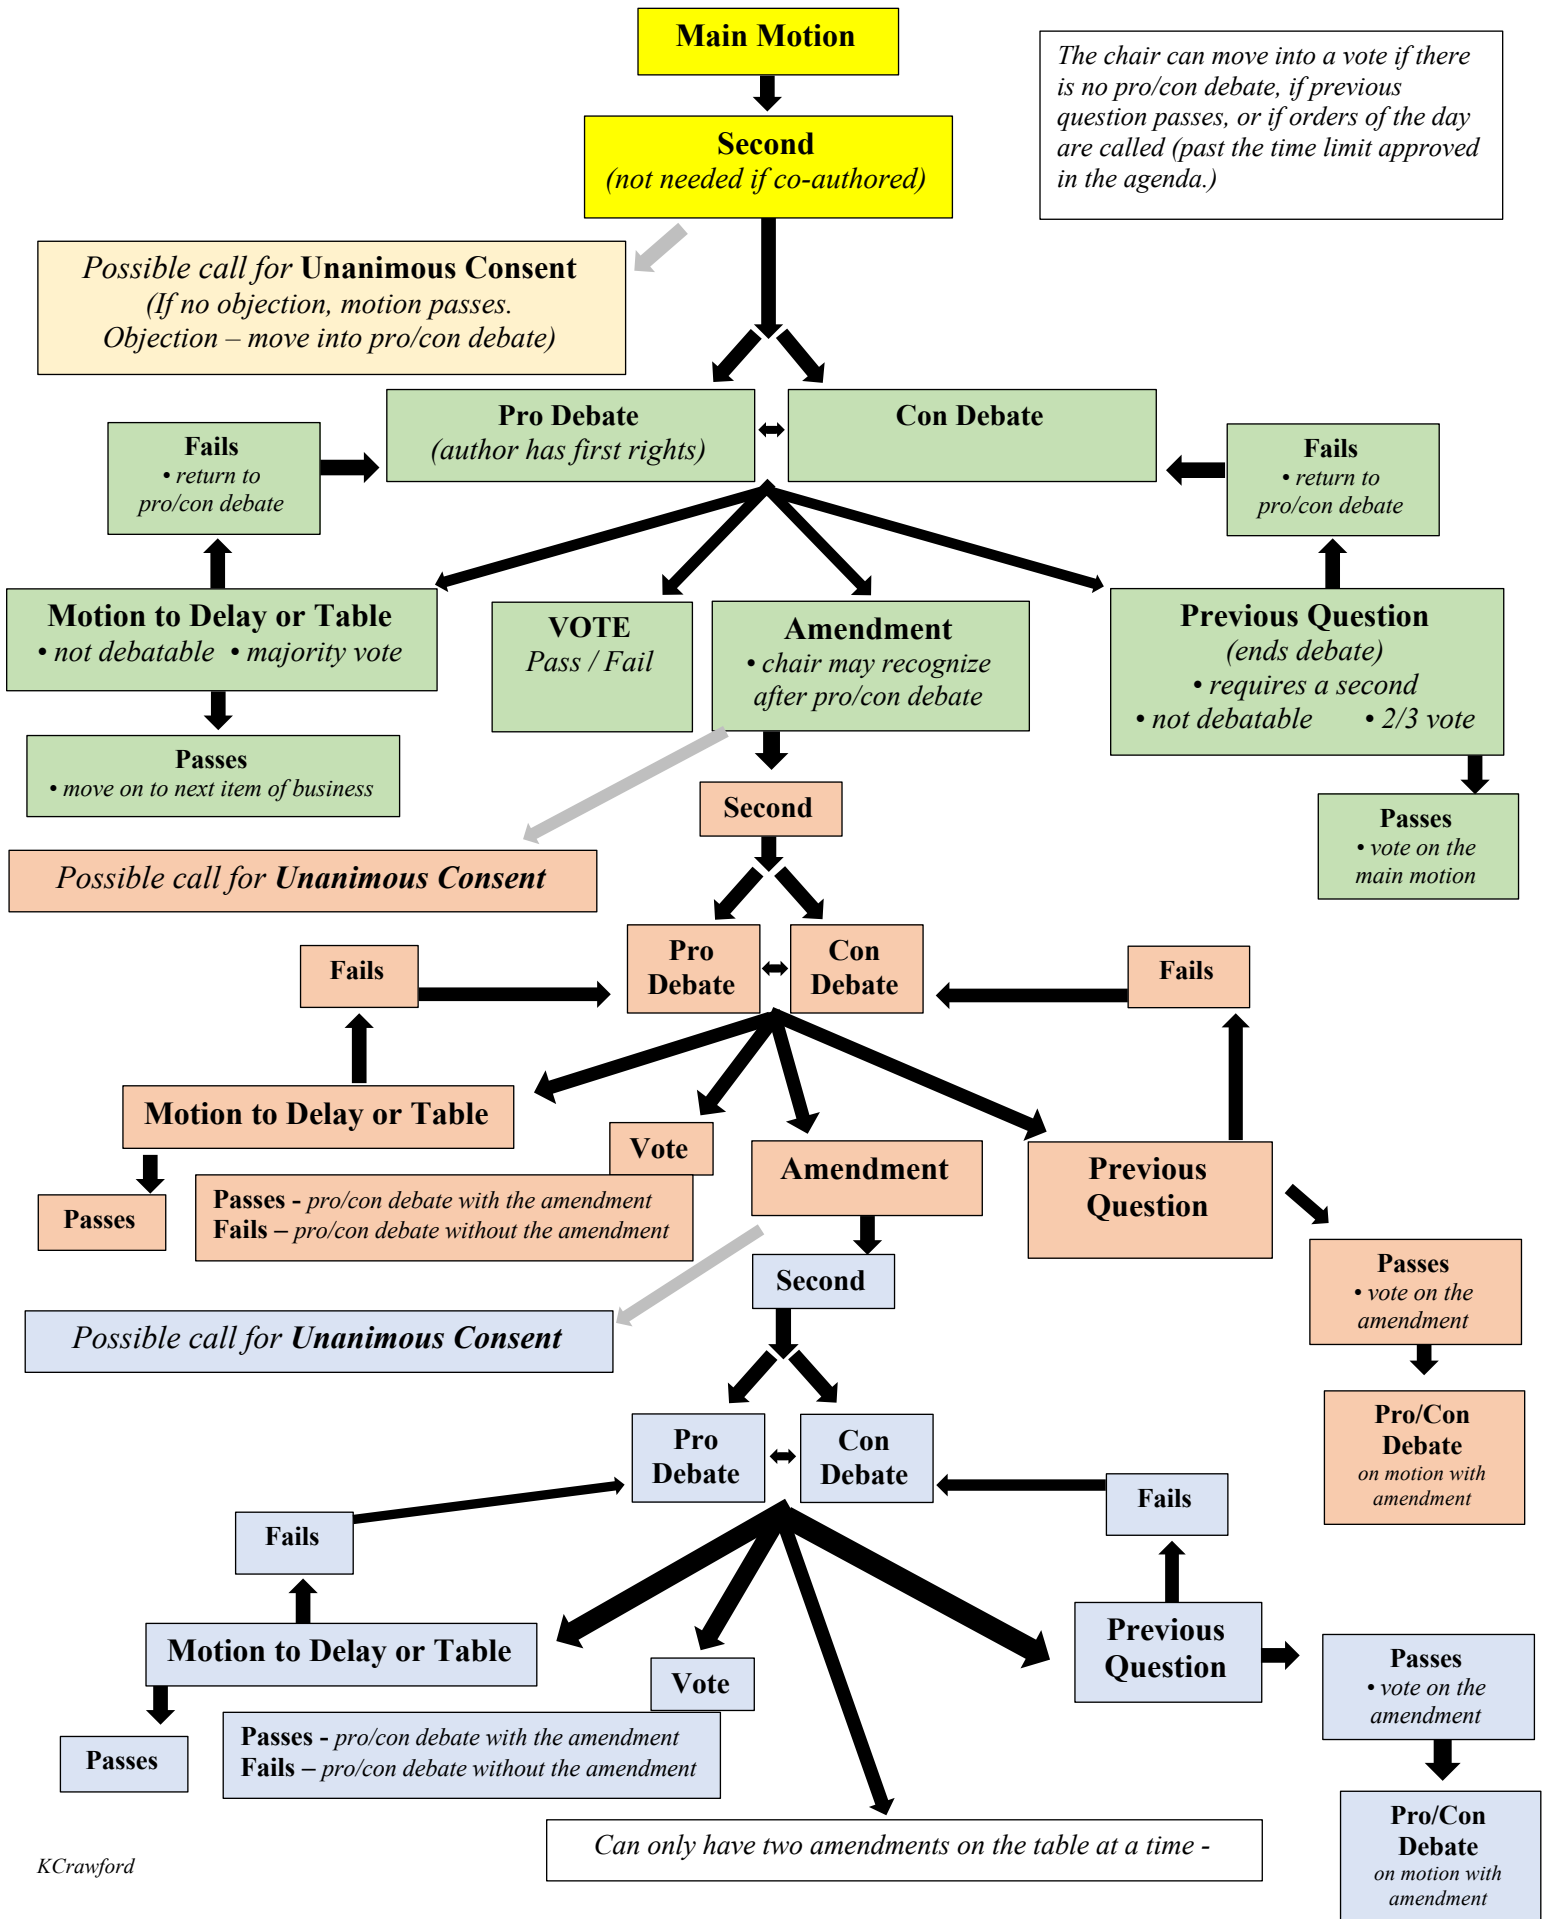 Main Motion
The chair can move into a vote if there
is no pro/con debate, if previous
question passes, or if orders of the day
are called (past the time limit approved
in the agenda.)
Second
(not needed if co-authored)
Possible call for Unanimous Consent
(If no objection, motion passes.
Objection – move into pro/con debate)
Pro Debate
(author has first rights)
Con Debate
Fails
• return to
pro/con debate
Fails
• return to
pro/con debate
Motion to Delay or Table
• not debatable • majority vote
VOTE
Pass / Fail
Amendment
• chair may recognize
after pro/con debate
Previous Question
(ends debate)
• requires a second
• not debatable • 2/3 vote
Passes
• move on to next item of business
Second
Passes
• vote on the
main motion
Possible call for Unanimous Consent
Pro
Debate
Con
Debate
Fails
Fails
Motion to Delay or Table
Vote
Amendment
Previous
Question
Passes
Passes - pro/con debate with the amendment
Fails – pro/con debate without the amendment
Second
Passes
• vote on the
amendment
Possible call for Unanimous Consent
Pro/Con
Debate
on motion with
amendment
Pro
Debate
Con
Debate
Fails
Fails
Motion to Delay or Table
Vote
Previous
Question
Passes
• vote on the
amendment
Passes
Passes - pro/con debate with the amendment
Fails – pro/con debate without the amendment
Pro/Con
Debate
on motion with
amendment
Can only have two amendments on the table at a time -
KCrawford